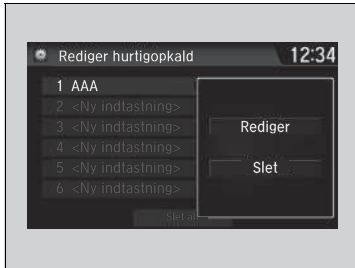 Rediger hurtigopkald 12:34
1 AAA
2 <Ny indtastning>
3 <Ny indtastning>
4 <Ny indtastning>
5 <Ny indtastning>
6 <Ny indtastning>
Rediger
Slet
Slet alt